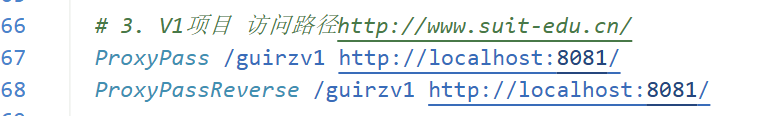 66 # 3. V1项目 访问路径http://www.suit-edu.cn/
67 ProxyPass /guirzv1 http://localhost:8081/
68 ProxyPassReverse /guirzv1 http://localhost:8081/